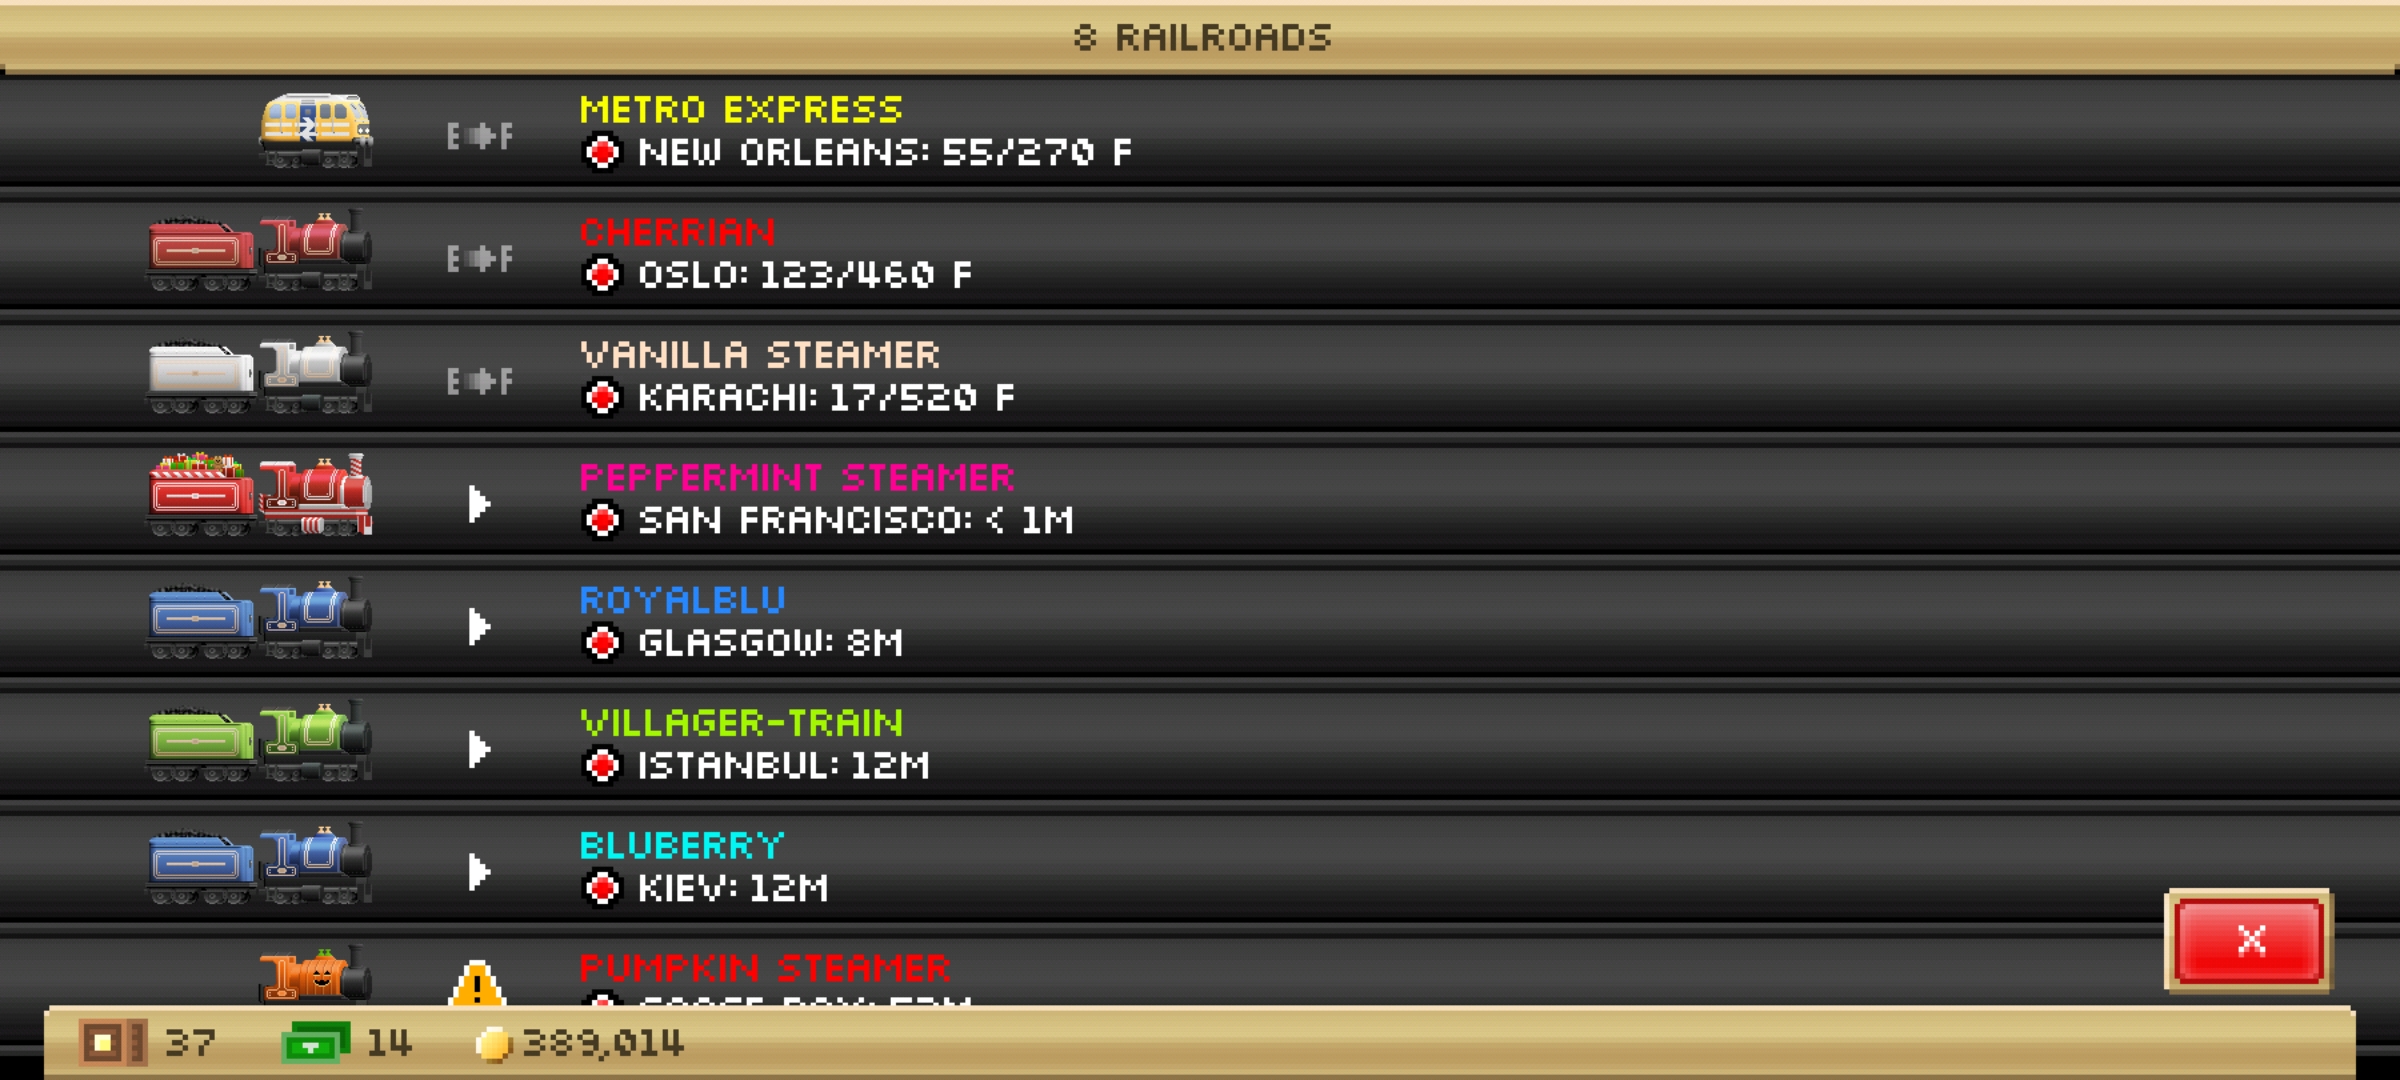 8 RAILROADS
METRO EXPRESS
E F NEW ORLEANS: 55/270 F
CHERRIAN
E F OSLO: 123/460 F
VANILLA STEAMER
E F KARACHI: 17/520 F
PEPPERMINT STEAMER
SAN FRANCISCO: < 1M
ROYALBLU
GLASGOW: 8M
VILLAGER-TRAIN
ISTANBUL: 12M
BLUBERRY
KIEV: 12M
PUMPKIN STEAMER
X
37 14 389,014